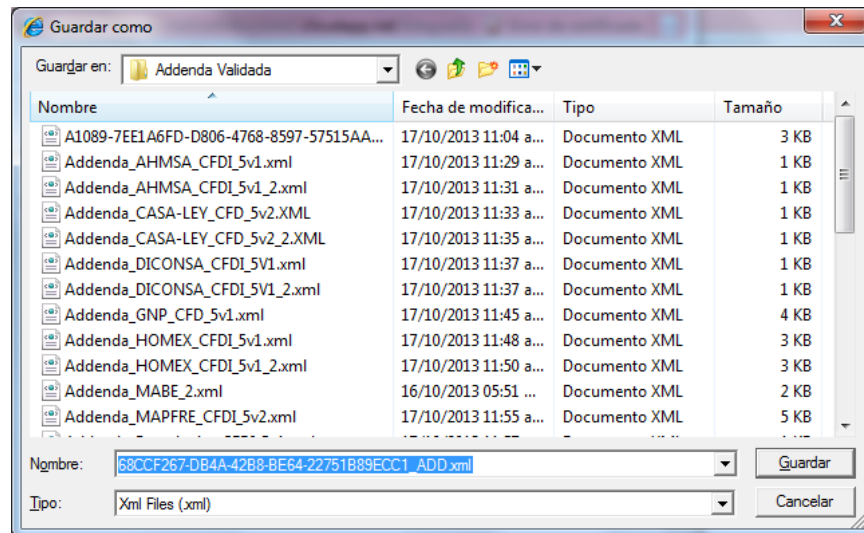 Guardar como
Guardar en: Addenda Validada
Nombre Fecha de modifica... Tipo Tamaño
A1089-7EE1A6FD-D806-4768-8597-57515AA... 17/10/2013 11:04 a... Documento XML 3 KB
Addenda_AHMSA_CFDI_5v1.xml 17/10/2013 11:29 a... Documento XML 1 KB
Addenda_AHMSA_CFDI_5v1_2.xml 17/10/2013 11:31 a... Documento XML 1 KB
Addenda_CASA-LEY_CFD_5v2.XML 17/10/2013 11:33 a... Documento XML 1 KB
Addenda_CASA-LEY_CFD_5v2_2.XML 17/10/2013 11:35 a... Documento XML 1 KB
Addenda_DICONSA_CFDI_5V1.xml 17/10/2013 11:37 a... Documento XML 1 KB
Addenda_DICONSA_CFDI_5V1_2.xml 17/10/2013 11:37 a... Documento XML 1 KB
Addenda_GNP_CFD_5v1.xml 17/10/2013 11:45 a... Documento XML 4 KB
Addenda_HOMEX_CFDI_5v1.xml 17/10/2013 11:48 a... Documento XML 3 KB
Addenda_HOMEX_CFDI_5v1_2.xml 17/10/2013 11:50 a... Documento XML 3 KB
Addenda_MABE_2.xml 16/10/2013 05:51 ... Documento XML 2 KB
Addenda_MAPFRE_CFDI_5v2.xml 17/10/2013 11:55 a... Documento XML 5 KB
Nombre: 68CCF267-DB4A-42B8-BE64-22751B89ECC1_ADD.xml Guardar
Tipo: Xml Files (.xml) Cancelar